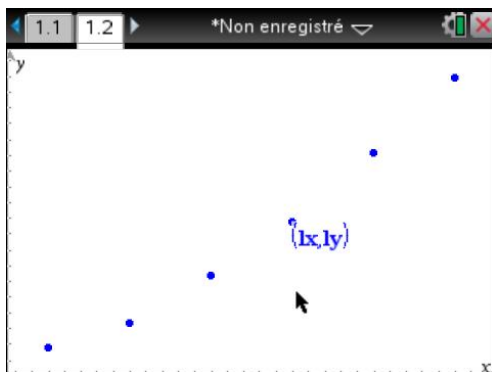 1.1 1.2 *Non enregistré
y
(lx,ly)
x